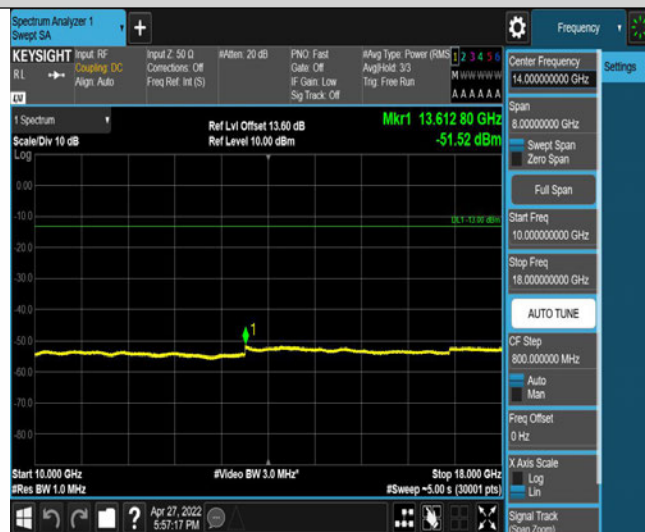 Spectrum Analyzer 1
Swept SA
+
Frequency
KEYSIGHT
RL
Input: RF
Coupling: DC
Align: Auto
Input Z: 50 Ω
Corrections: Off
Freq Ref: Int (S)
#Atten: 20 dB
PNO: Fast
Gate: Off
IF Gain: Low
Sig Track: Off
#Avg Type: Power (RMS
Avg|Hold: 3/3
Trig: Free Run
1 2 3 4 5 6
M W W W W W
A A A A A A
LXI
1 Spectrum
Scale/Div 10 dB
Ref Lvl Offset 13.60 dB
Ref Level 10.00 dBm
Mkr1 13.612 80 GHz
-51.52 dBm
Log
0.00
-10.0
DL1 -13.00 dBm
-20.0
-30.0
-40.0
1
-50.0
-60.0
-70.0
-80.0
Start 10.000 GHz
#Res BW 1.0 MHz
#Video BW 3.0 MHz*
Stop 18.000 GHz
#Sweep ~5.00 s (30001 pts)
?
Apr 27, 2022
5:57:17 PM
Center Frequency
14.000000000 GHz
Span
8.00000000 GHz
Swept Span
Zero Span
Full Span
Start Freq
10.000000000 GHz
Stop Freq
18.000000000 GHz
AUTO TUNE
CF Step
800.000000 MHz
Auto
Man
Freq Offset
0 Hz
X Axis Scale
Log
Lin
Signal Track
(Span Zoom)
Settings